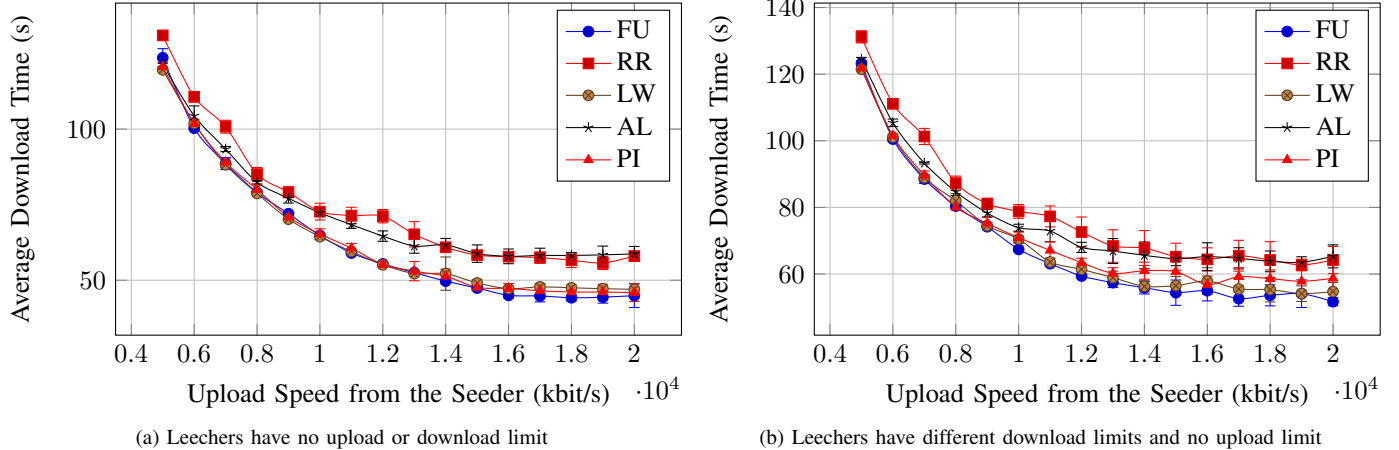 Average Download Time (s)
100
50
0.4 0.6 0.8 1 1.2 1.4 1.6 1.8 2
·10⁴
Upload Speed from the Seeder (kbit/s)
FU
RR
LW
AL
PI
(a) Leechers have no upload or download limit
Average Download Time (s)
140
120
100
80
60
0.4 0.6 0.8 1 1.2 1.4 1.6 1.8 2
·10⁴
Upload Speed from the Seeder (kbit/s)
FU
RR
LW
AL
PI
(b) Leechers have different download limits and no upload limit